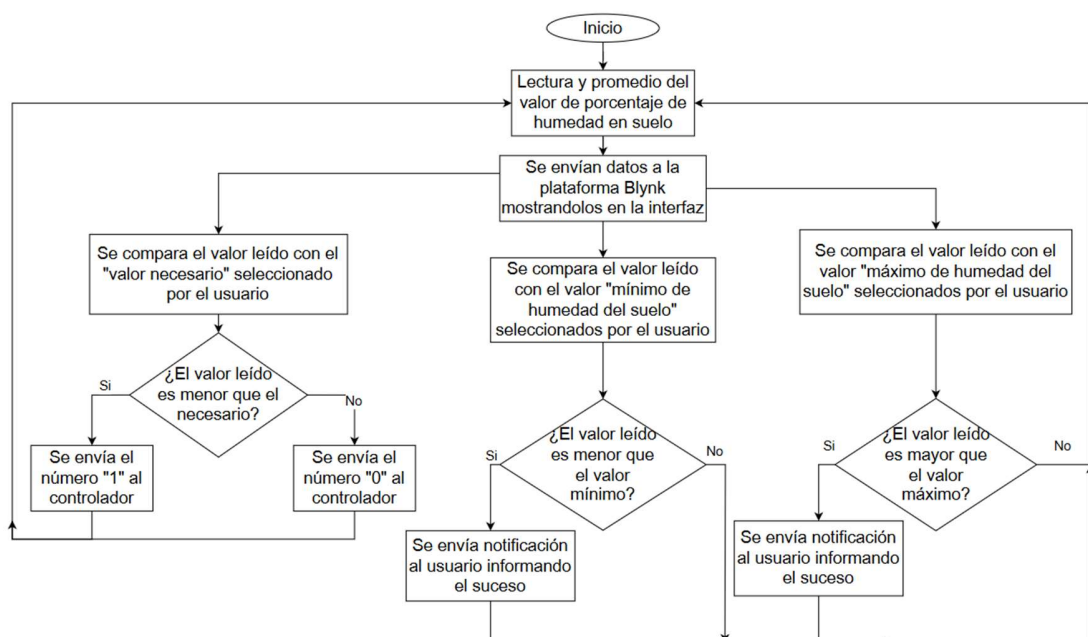 Inicio
Lectura y promedio del
valor de porcentaje de
humedad en suelo
Se envían datos a la
plataforma Blynk
mostrandolos en la interfaz
Se compara el valor leído con el
"valor necesario" seleccionado
por el usuario
¿El valor leído
es menor que el
necesario?
Si
No
Se envía el
número "1" al
controlador
Se envía el
número "0" al
controlador
Se compara el valor leído
con el valor "mínimo de
humedad del suelo"
seleccionados por el usuario
¿El valor leído
es menor que
el valor
mínimo?
Si
No
Se envía notificación
al usuario informando
el suceso
Se compara el valor leído con el
valor "máximo de humedad del
suelo" seleccionados por el usuario
¿El valor leído
es mayor que
el valor
máximo?
Si
No
Se envía notificación
al usuario informando
el suceso